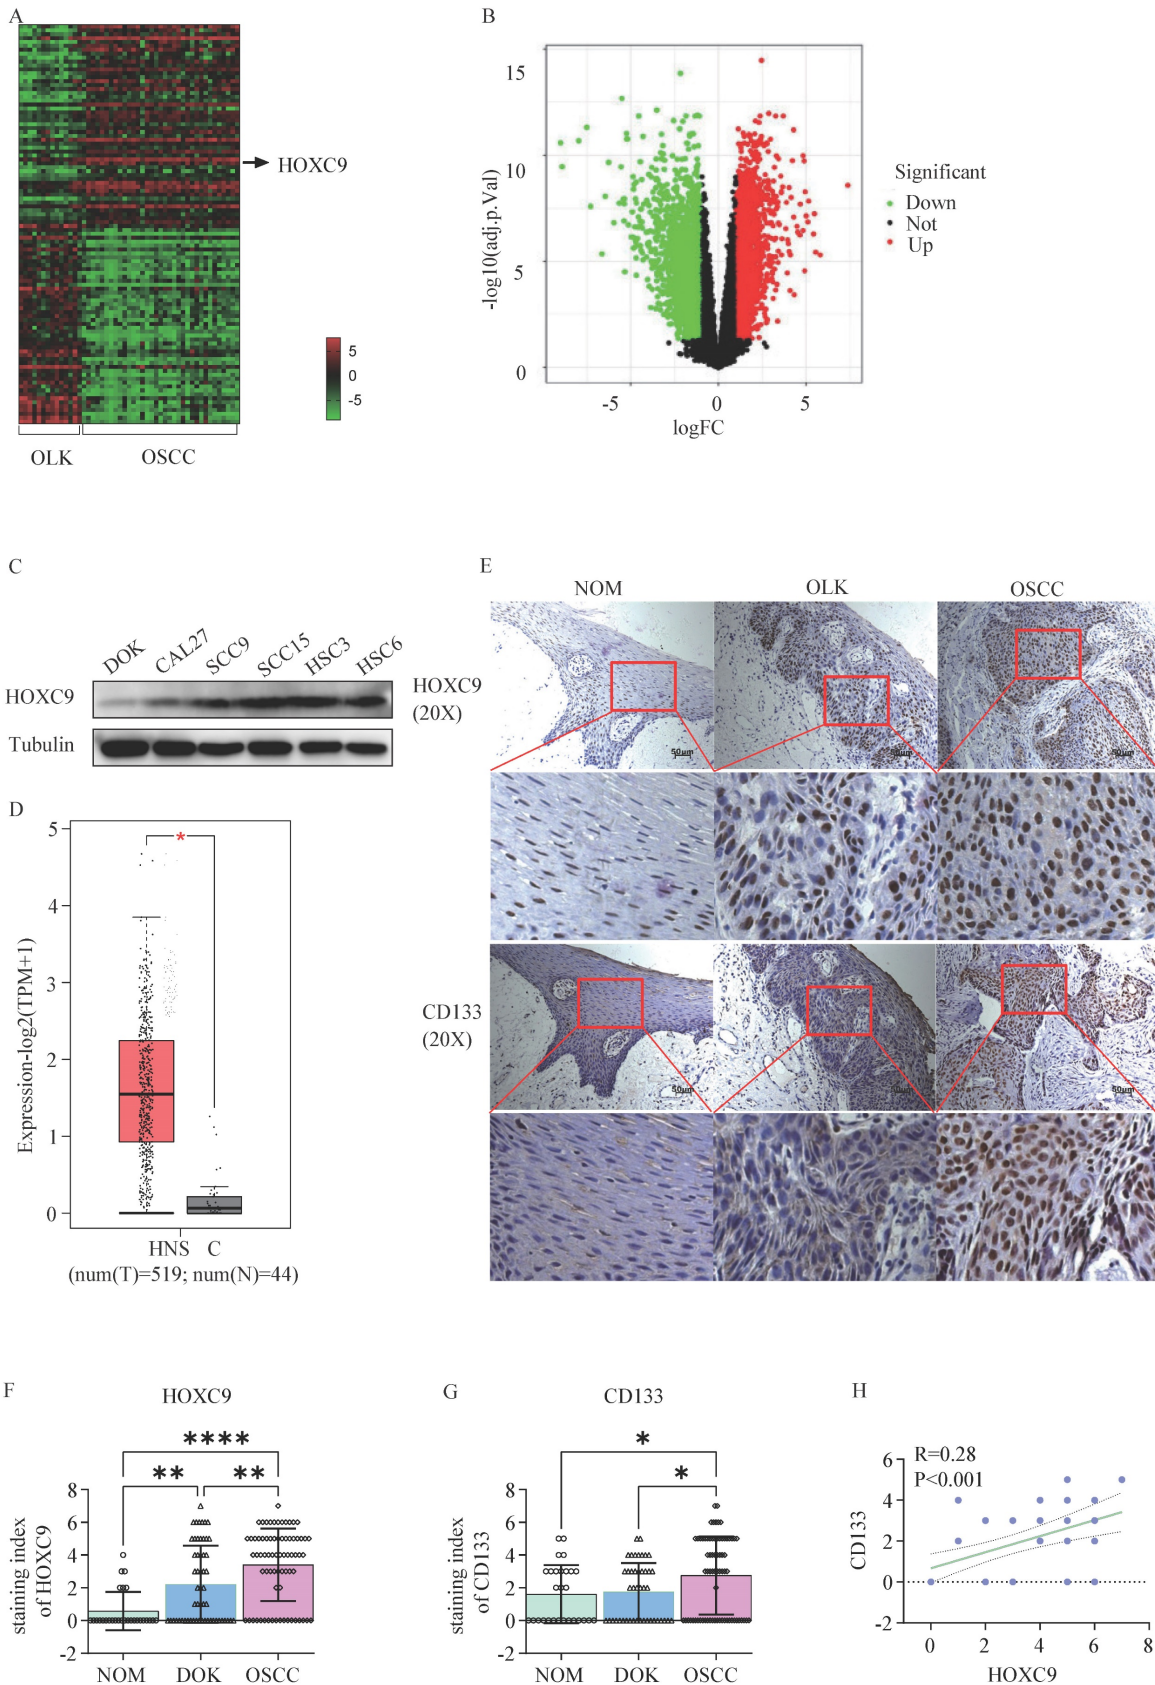 A
HOXC9
5
0
-5
OLK
OSCC
B
15
10
5
0
-log10(adj.p.Val)
-5
0
5
logFC
Significant
Down
Not
Up
C
DOK
CAL27
SCC9
SCC15
HSC3
HSC6
HOXC9
Tubulin
D
5
4
3
2
1
0
Expression-log2(TPM+1)
*
HNS C
(num(T)=519; num(N)=44)
E
NOM
OLK
OSCC
HOXC9
(20X)
50μm
50μm
50μm
CD133
(20X)
50μm
50μm
50μm
F
HOXC9
****
**
**
8
6
4
2
0
-2
staining index
of HOXC9
NOM
DOK
OSCC
G
CD133
*
*
8
6
4
2
0
-2
staining index
of CD133
NOM
DOK
OSCC
H
R=0.28
P<0.001
6
4
2
0
-2
CD133
0
2
4
6
8
HOXC9